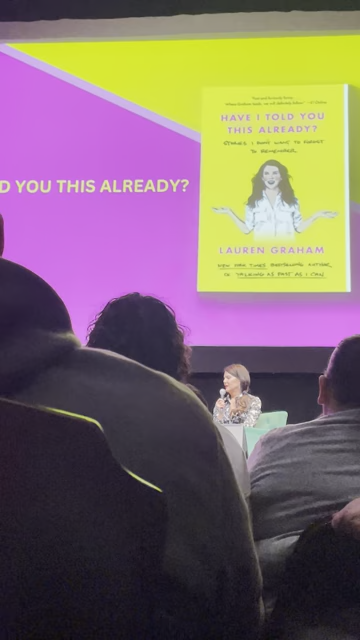 D YOU THIS ALREADY?
HAVE I TOLD YOU
THIS ALREADY?
STORIES I DON'T WANT TO FORGET
TO REMEMBER
LAUREN GRAHAM
NEW YORK TIMES BESTSELLING AUTHOR
OF TALKING AS FAST AS I CAN